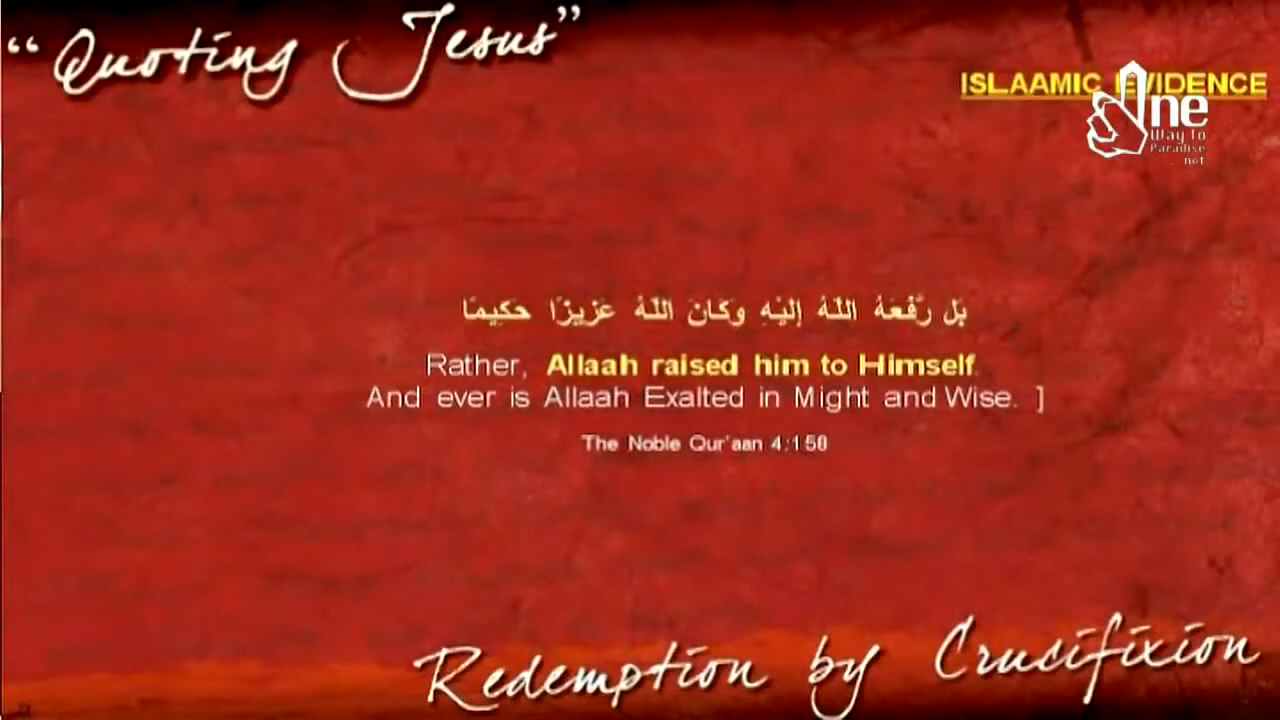 “Quoting Jesus”
ISLAAMIC EVIDENCE
One
Way To
Paradise
.net
بَل رَّفَعَهُ اللَّهُ إِلَيْهِ وَكَانَ اللَّهُ عَزِيزًا حَكِيمًا
Rather, Allaah raised him to Himself.
And ever is Allaah Exalted in Might and Wise. ]
The Noble Qur'aan 4:158
Redemption by Crucifixion